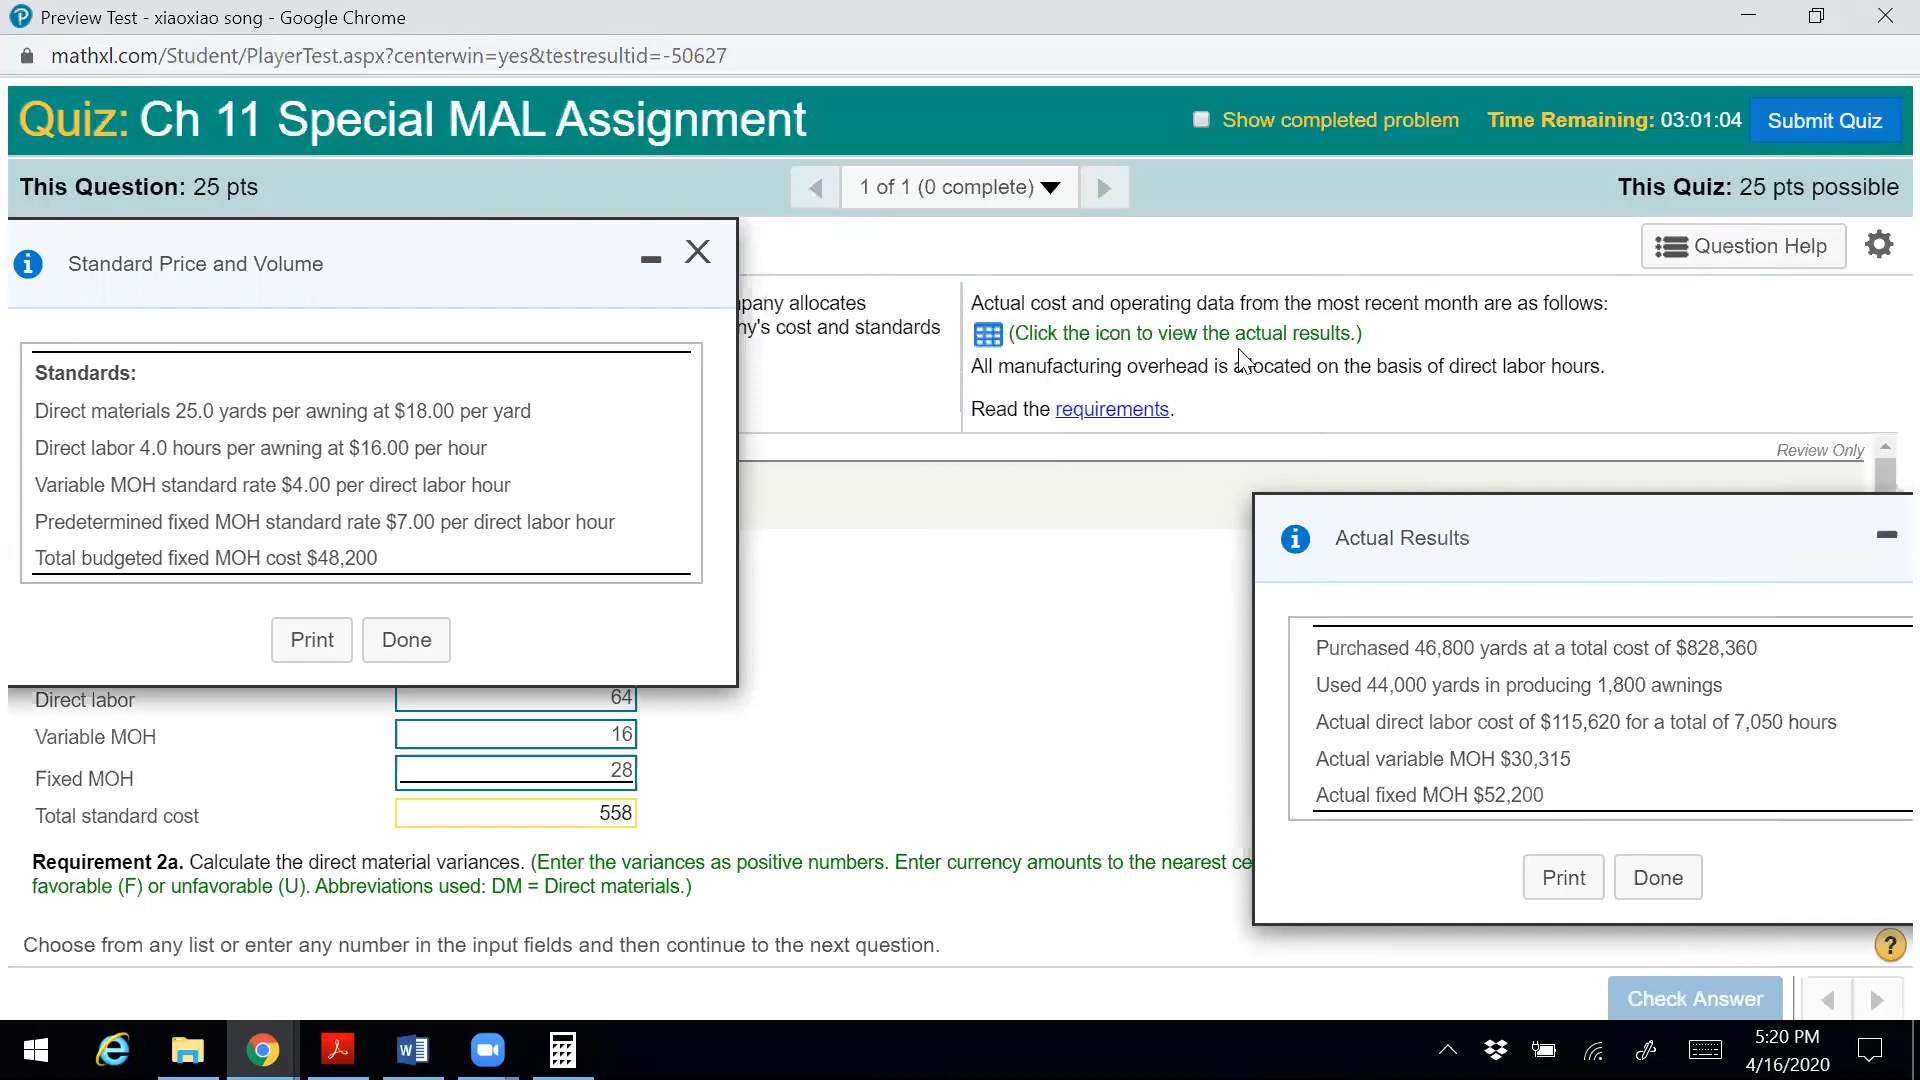 Preview Test - xiaoxiao song - Google Chrome
mathxl.com/Student/PlayerTest.aspx?centerwin=yes&testresultid=-50627
Quiz: Ch 11 Special MAL Assignment
Show completed problem
Time Remaining: 03:01:04
Submit Quiz
This Question: 25 pts
1 of 1 (0 complete)
This Quiz: 25 pts possible
Standard Price and Volume
Question Help
pany allocates
ny's cost and standards
Actual cost and operating data from the most recent month are as follows:
(Click the icon to view the actual results.)
All manufacturing overhead is allocated on the basis of direct labor hours.
Read the requirements.
Review Only
Standards:
Direct materials 25.0 yards per awning at $18.00 per yard
Direct labor 4.0 hours per awning at $16.00 per hour
Variable MOH standard rate $4.00 per direct labor hour
Predetermined fixed MOH standard rate $7.00 per direct labor hour
Total budgeted fixed MOH cost $48,200
Print
Done
Actual Results
Purchased 46,800 yards at a total cost of $828,360
Used 44,000 yards in producing 1,800 awnings
Actual direct labor cost of $115,620 for a total of 7,050 hours
Actual variable MOH $30,315
Actual fixed MOH $52,200
Print
Done
Direct labor 64
Variable MOH 16
Fixed MOH 28
Total standard cost 558
Requirement 2a. Calculate the direct material variances. (Enter the variances as positive numbers. Enter currency amounts to the nearest ce
favorable (F) or unfavorable (U). Abbreviations used: DM = Direct materials.)
Choose from any list or enter any number in the input fields and then continue to the next question.
?
Check Answer
5:20 PM
4/16/2020